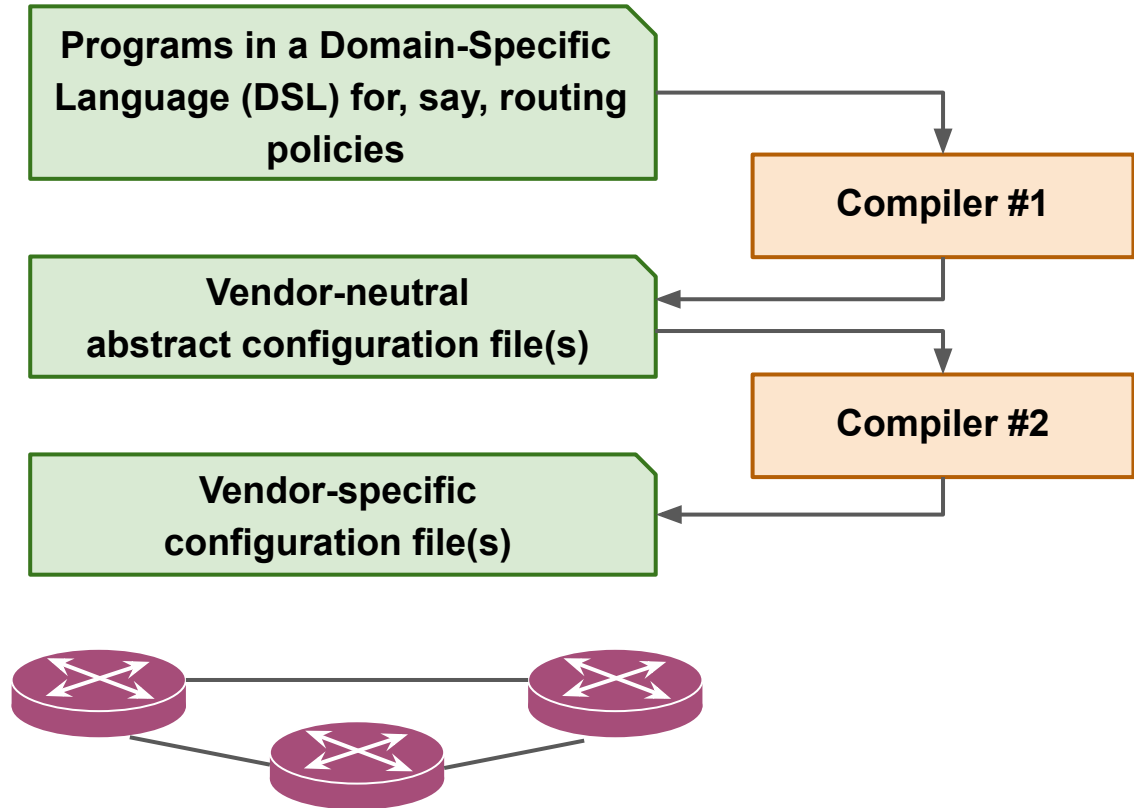 Programs in a Domain-Specific
Language (DSL) for, say, routing
policies
Compiler #1
Vendor-neutral
abstract configuration file(s)
Compiler #2
Vendor-specific
configuration file(s)